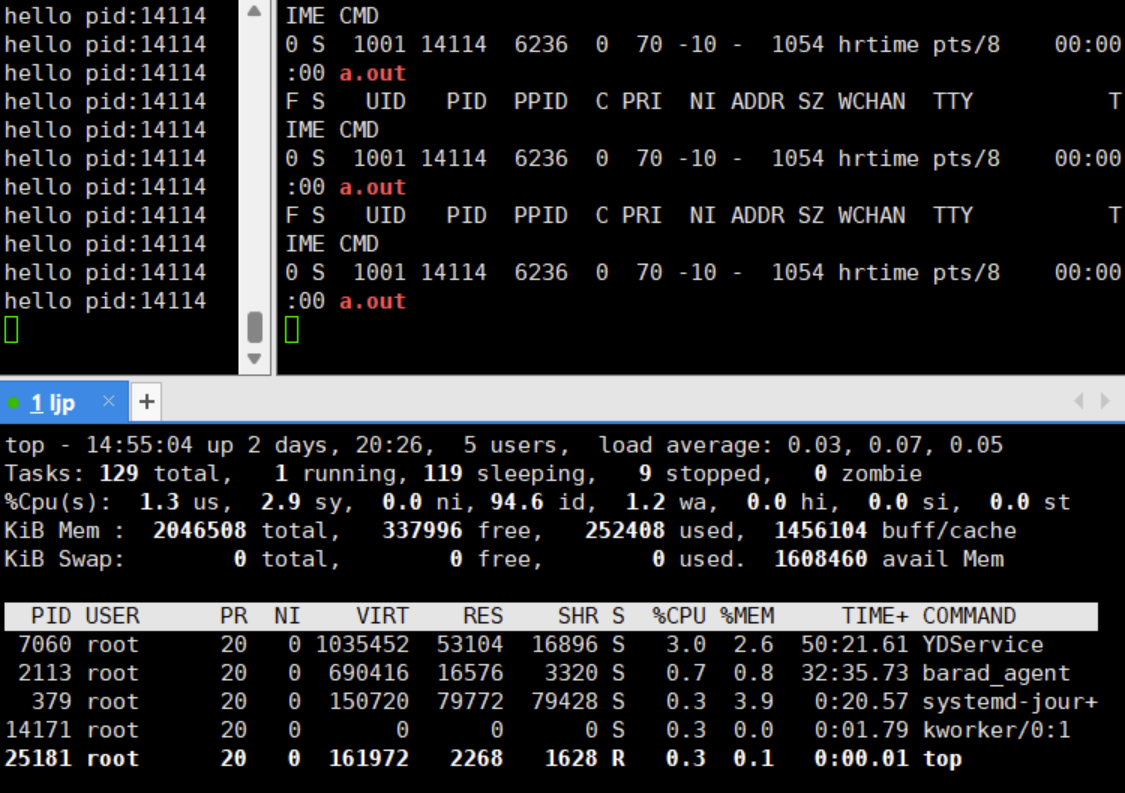 hello pid:14114
hello pid:14114
hello pid:14114
hello pid:14114
hello pid:14114
hello pid:14114
hello pid:14114
hello pid:14114
hello pid:14114
hello pid:14114
hello pid:14114
IME CMD
0 S  1001 14114  6236  0  70 -10 -  1054 hrtime pts/8    00:00
:00 a.out
F S   UID   PID  PPID  C PRI  NI ADDR SZ WCHAN  TTY        T
IME CMD
0 S  1001 14114  6236  0  70 -10 -  1054 hrtime pts/8    00:00
:00 a.out
F S   UID   PID  PPID  C PRI  NI ADDR SZ WCHAN  TTY        T
IME CMD
0 S  1001 14114  6236  0  70 -10 -  1054 hrtime pts/8    00:00
:00 a.out
1 ljp × +
top - 14:55:04 up 2 days, 20:26,  5 users,  load average: 0.03, 0.07, 0.05
Tasks: 129 total,   1 running, 119 sleeping,   9 stopped,   0 zombie
%Cpu(s):  1.3 us,  2.9 sy,  0.0 ni, 94.6 id,  1.2 wa,  0.0 hi,  0.0 si,  0.0 st
KiB Mem :  2046508 total,   337996 free,   252408 used,  1456104 buff/cache
KiB Swap:        0 total,        0 free,        0 used.  1608460 avail Mem
  PID USER      PR  NI    VIRT    RES    SHR S  %CPU %MEM     TIME+ COMMAND
 7060 root      20   0 1035452  53104  16896 S   3.0  2.6  50:21.61 YDService
 2113 root      20   0  690416  16576   3320 S   0.7  0.8  32:35.73 barad_agent
  379 root      20   0  150720  79772  79428 S   0.3  3.9   0:20.57 systemd-jour+
14171 root      20   0       0      0      0 S   0.3  0.0   0:01.79 kworker/0:1
25181 root      20   0  161972   2268   1628 R   0.3  0.1   0:00.01 top